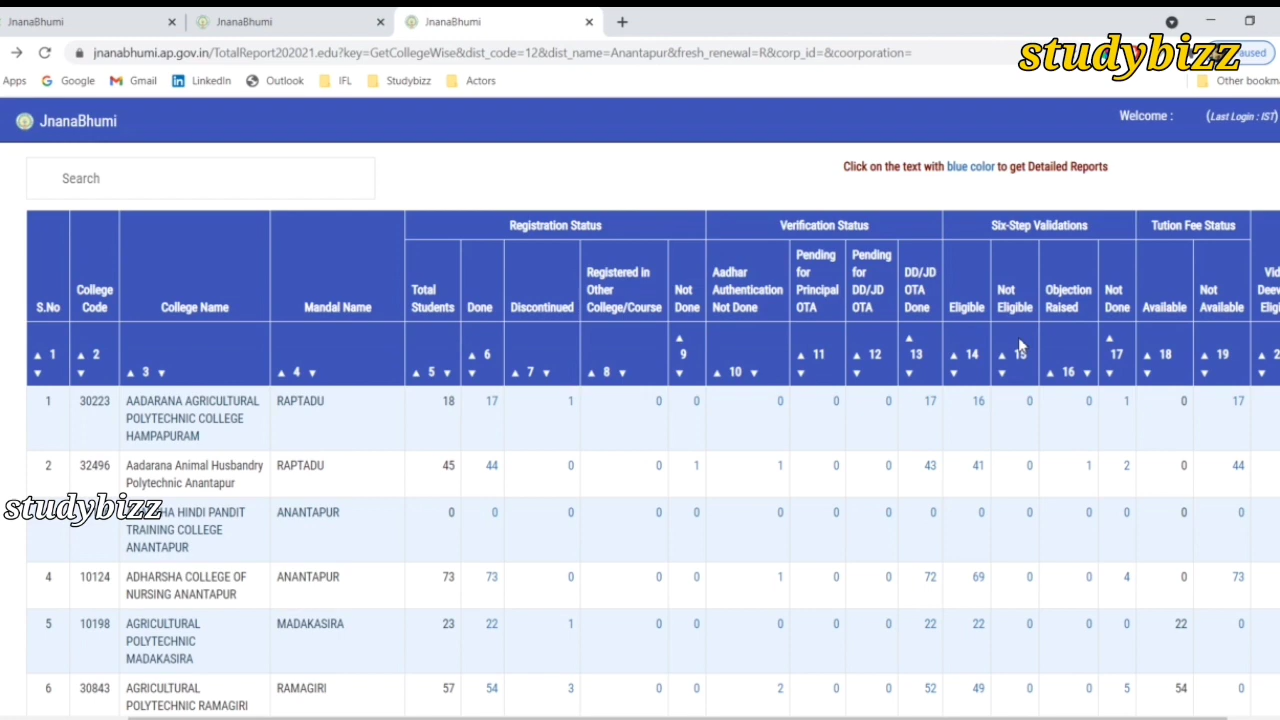 JnanaBhumi
JnanaBhumi
JnanaBhumi
jnanabhumi.ap.gov.in/TotalReport202021.edu?key=GetCollegeWise&dist_code=12&dist_name=Anantapur&fresh_renewal=R&corp_id=&coorporation=
studybizz
Apps Google Gmail LinkedIn Outlook IFL Studybizz Actors Other bookm
JnanaBhumi
Welcome : (Last Login : IST)
Search
Click on the text with blue color to get Detailed Reports
Registration Status Verification Status Six-Step Validations Tution Fee Status
S.No College Code College Name Mandal Name Total Students Done Discontinued Registered in Other College/Course Not Done Aadhar Authentication Not Done Pending for Principal OTA Pending for DD/JD OTA DD/JD OTA Done Eligible Not Eligible Objection Raised Not Done Available Not Available Vid Deev Elig
▲ 1 ▼ ▲ 2 ▼ ▲ 3 ▼ ▲ 4 ▼ ▲ 5 ▼ ▲ 6 ▼ ▲ 7 ▼ ▲ 8 ▼ ▲ 9 ▼ ▲ 10 ▼ ▲ 11 ▼ ▲ 12 ▼ ▲ 13 ▼ ▲ 14 ▼ ▲ 15 ▼ ▲ 16 ▼ ▲ 17 ▼ ▲ 18 ▼ ▲ 19 ▼ ▲ 2
1 30223 AADARANA AGRICULTURAL RAPTADU 18 17 1 0 0 0 0 0 17 16 0 0 1 0 17
POLYTECHNIC COLLEGE
HAMPAPURAM
2 32496 Aadarana Animal Husbandry RAPTADU 45 44 0 0 1 1 0 0 43 41 0 1 2 0 44
Polytechnic Anantapur
studybizz
HINDI PANDIT ANANTAPUR 0 0 0 0 0 0 0 0 0 0 0 0 0 0 0
TRAINING COLLEGE
ANANTAPUR
4 10124 ADHARSHA COLLEGE OF ANANTAPUR 73 73 0 0 0 1 0 0 72 69 0 0 4 0 73
NURSING ANANTAPUR
5 10198 AGRICULTURAL MADAKASIRA 23 22 1 0 0 0 0 0 22 22 0 0 0 22 0
POLYTECHNIC
MADAKASIRA
6 30843 AGRICULTURAL RAMAGIRI 57 54 3 0 0 2 0 0 52 49 0 0 5 54 0
POLYTECHNIC RAMAGIRI